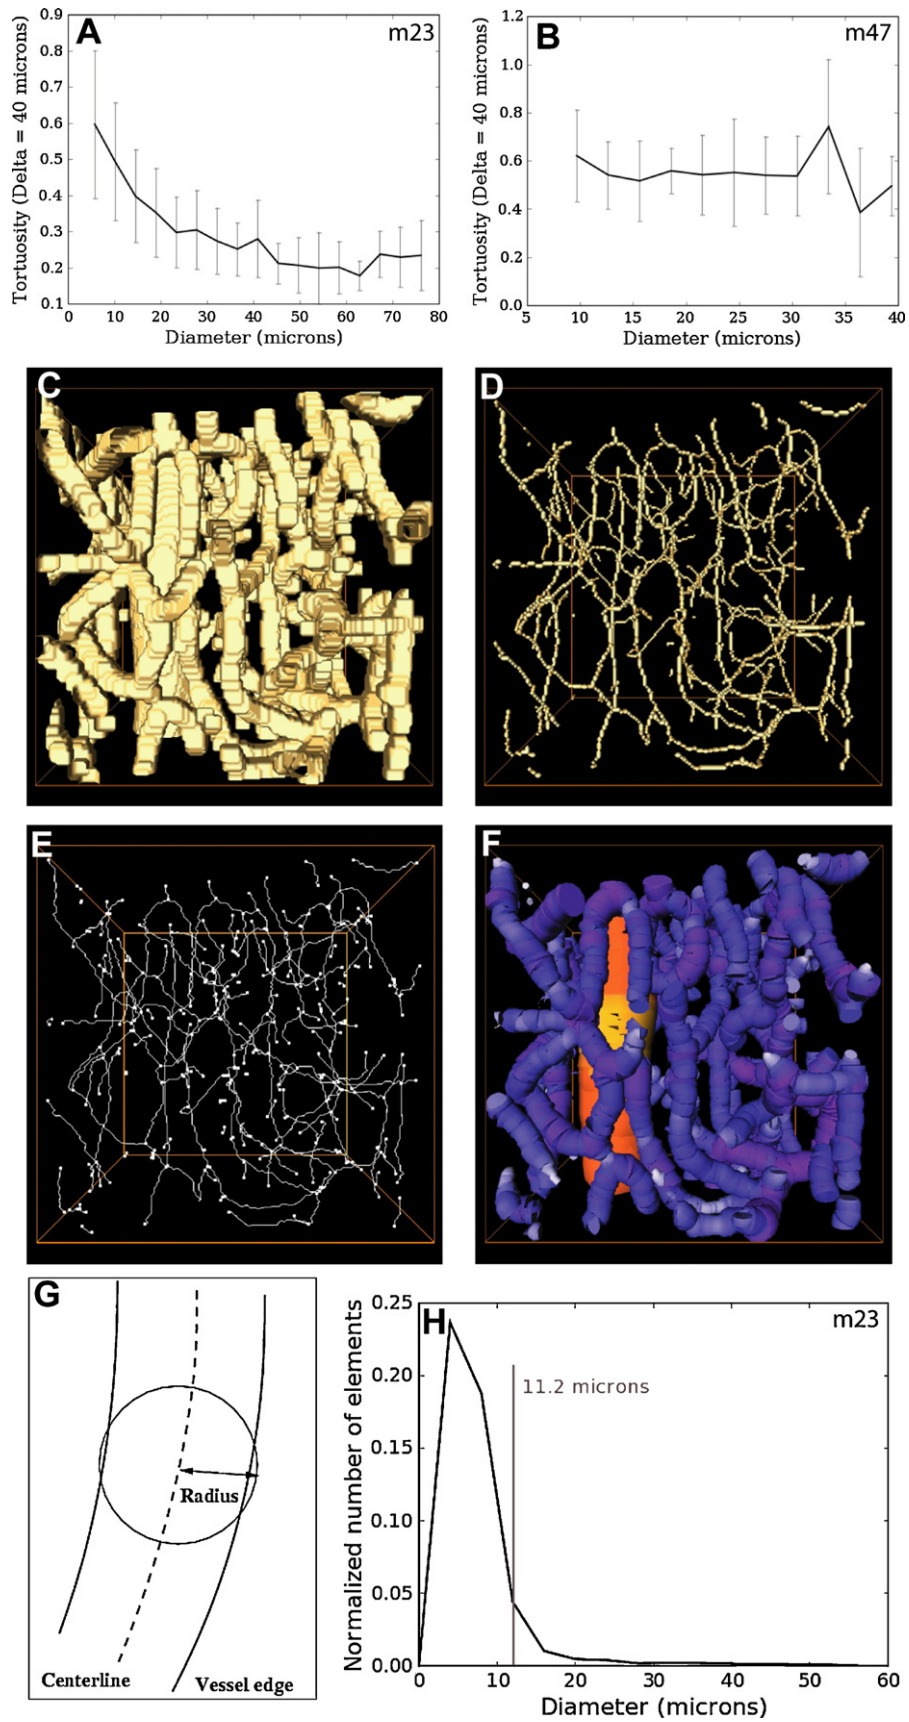 A
m23
Tortuosity (Delta = 40 microns)
0.9
0.8
0.7
0.6
0.5
0.4
0.3
0.2
0.1
0 10 20 30 40 50 60 70 80
Diameter (microns)
B
m47
Tortuosity (Delta = 40 microns)
1.2
1.0
0.8
0.6
0.4
0.2
0.0
5 10 15 20 25 30 35 40
Diameter (microns)
C
D
E
F
G
Radius
Centerline
Vessel edge
H
m23
Normalized number of elements
0.25
0.20
0.15
0.10
0.05
0.00
11.2 microns
0 10 20 30 40 50 60
Diameter (microns)